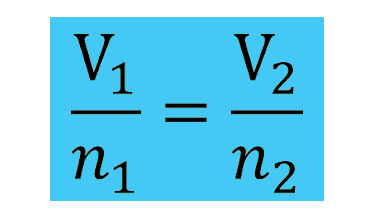 V₁/n₁ = V₂/n₂